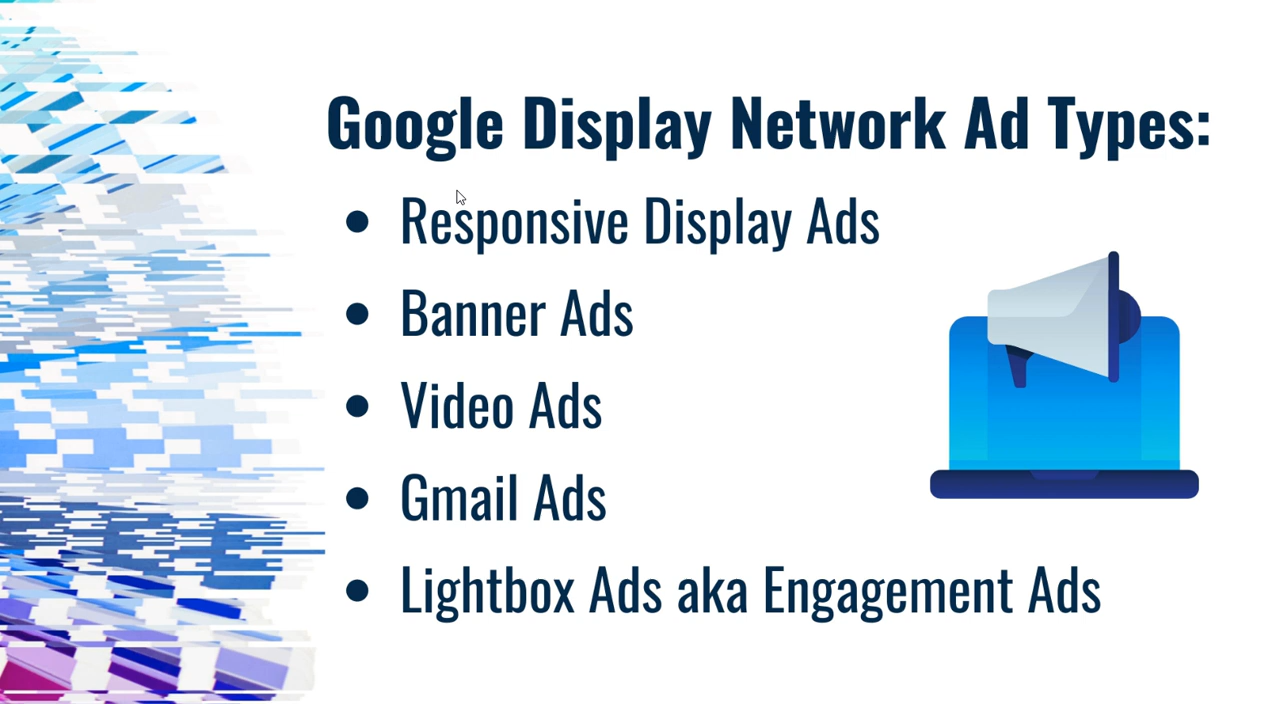 Google Display Network Ad Types:
Responsive Display Ads
Banner Ads
Video Ads
Gmail Ads
Lightbox Ads aka Engagement Ads